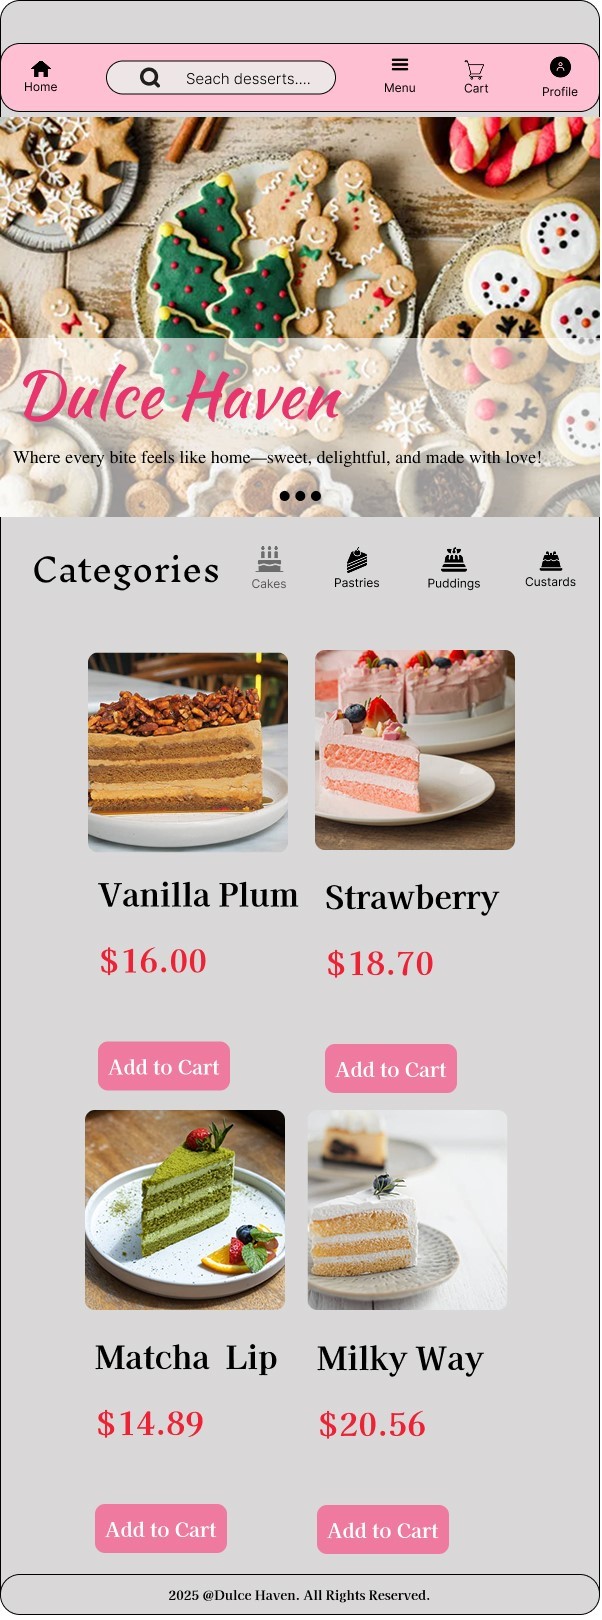 Home
Seach desserts....
Menu
Cart
Profile
Dulce Haven
Where every bite feels like home—sweet, delightful, and made with love!
Categories
Cakes
Pastries
Puddings
Custards
Vanilla Plum
Strawberry
$16.00
$18.70
Add to Cart
Add to Cart
Matcha  Lip
Milky Way
$14.89
$20.56
Add to Cart
Add to Cart
2025 @Dulce Haven. All Rights Reserved.